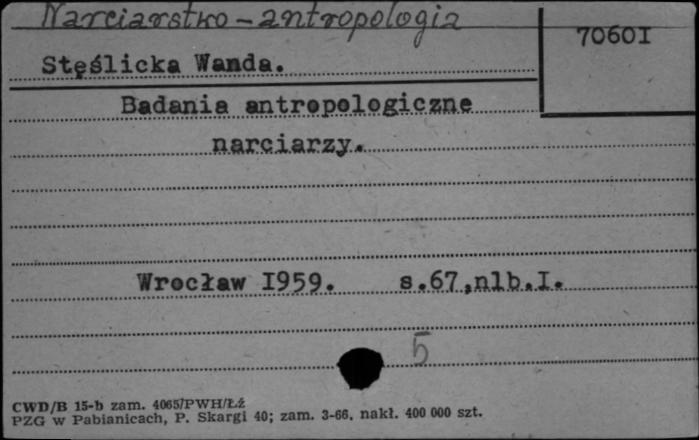 Narciarstwo - antropologia
70601
Stęślicka Wanda.
Badania antropologiczne
narciarzy.
Wrocław 1959. s.67,nlb.I.
5
CWD/B 15-b zam. 4065/PWH/Łź
PZG w Pabianicach, P. Skargi 40; zam. 3-66. nakł. 400 000 szt.